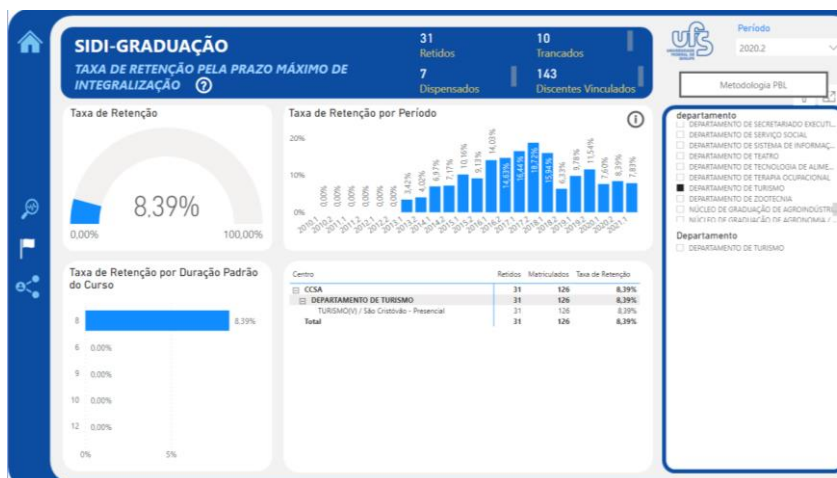 SIDI-GRADUAÇÃO
TAXA DE RETENÇÃO PELA PRAZO MÁXIMO DE
INTEGRALIZAÇÃO ?
31
Retidos
10
Trancados
7
Dispensados
143
Discentes Vinculados
UFS
Período
2020.2
Metodologia PBL
Taxa de Retenção
8.39%
0,00%
100,00%
Taxa de Retenção por Período
20%
10%
0%
0,00% 0,00% 0,00% 0,00% 0,00% 0,00% 3,42% 4,02% 6,97% 7,17% 10,16% 9,13% 14,03% 14,63% 16,44% 18,72% 15,94% 6,33% 9,78% 11,54% 7,60% 8,39% 7,83%
2010.1 2010.2 2011.1 2011.2 2012.1 2012.2 2013.1 2013.2 2014.1 2014.2 2015.1 2015.2 2016.1 2016.2 2017.1 2017.2 2018.1 2018.2 2019.1 2019.2 2020.1 2020.2 2021.1
departamento
DEPARTAMENTO DE SECRETARIADO EXECUTI...
DEPARTAMENTO DE SERVIÇO SOCIAL
DEPARTAMENTO DE SISTEMA DE INFORMAÇ...
DEPARTAMENTO DE TEATRO
DEPARTAMENTO DE TECNOLOGIA DE ALIME...
DEPARTAMENTO DE TERAPIA OCUPACIONAL
DEPARTAMENTO DE TURISMO
DEPARTAMENTO DE ZOOTECNIA
NÚCLEO DE GRADUAÇÃO DE AGROINDÚSTRI
NÚCLEO DE GRADUAÇÃO DE AGRONOMIA /
Departamento
DEPARTAMENTO DE TURISMO
Taxa de Retenção por Duração Padrão
do Curso
8 8,39%
6 0.00%
9 0.00%
10 0.00%
12 0.00%
0% 5%
Centro Retidos Matriculados Taxa de Retenção
CCSA 31 126 8,39%
DEPARTAMENTO DE TURISMO 31 126 8,39%
TURISMO(V) / São Cristóvão - Presencial 31 126 8,39%
Total 31 126 8,39%